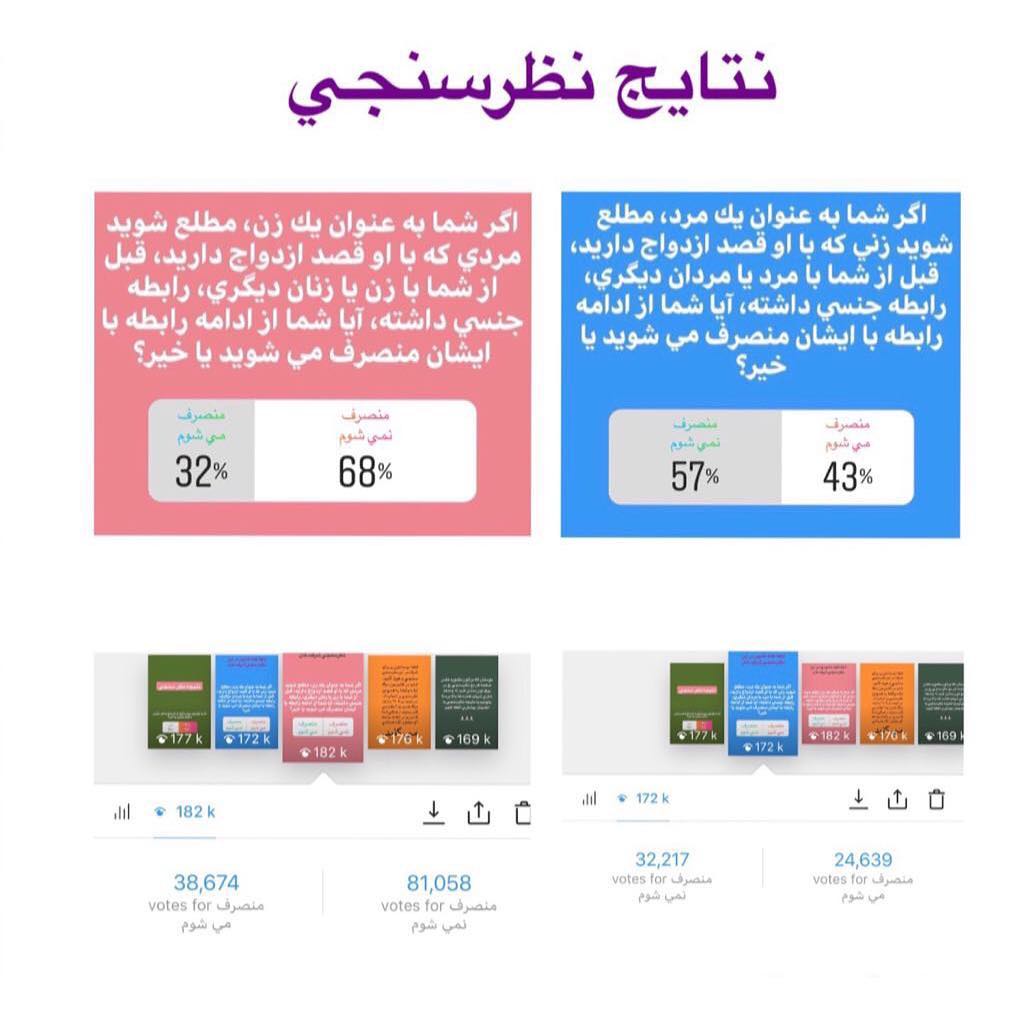 نتايج نظرسنجي
اگر شما به عنوان يك مرد، مطلع
شويد زني كه با او قصد ازدواج داريد،
قبل از شما با مرد يا مردان ديگري،
رابطه جنسي داشته، آيا شما از ادامه
رابطه با ايشان منصرف مي شويد يا
خير؟
منصرف
نمي شوم
57%
منصرف
مي شوم
43%
اگر شما به عنوان يك زن، مطلع شويد
مردي كه با او قصد ازدواج داريد، قبل
از شما با زن يا زنان ديگري، رابطه
جنسي داشته، آيا شما از ادامه رابطه با
ايشان منصرف مي شويد يا خير؟
منصرف
مي شوم
32%
منصرف
نمي شوم
68%
177 k
172 k
182 k
176 k
169 k
182 k
38,674
votes for منصرف
مي شوم
81,058
votes for منصرف
نمي شوم
177 k
172 k
182 k
176 k
169 k
172 k
32,217
votes for منصرف
نمي شوم
24,639
votes for منصرف
مي شوم